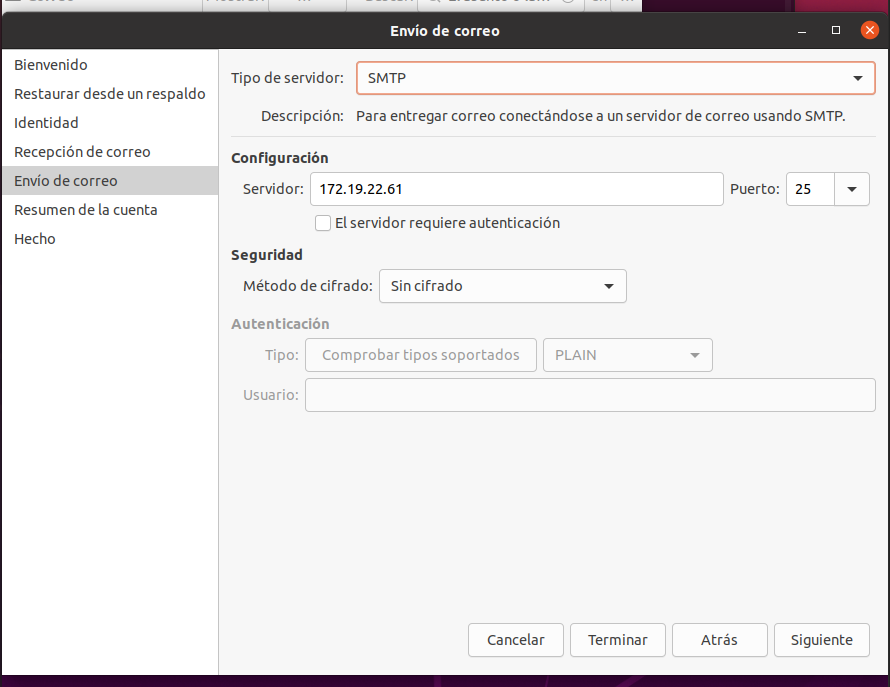 Envío de correo
Bienvenido
Restaurar desde un respaldo
Identidad
Recepción de correo
Envío de correo
Resumen de la cuenta
Hecho
Tipo de servidor: SMTP
Descripción: Para entregar correo conectándose a un servidor de correo usando SMTP.
Configuración
Servidor: 172.19.22.61 Puerto: 25
El servidor requiere autenticación
Seguridad
Método de cifrado: Sin cifrado
Autenticación
Tipo: Comprobar tipos soportados PLAIN
Usuario:
Cancelar Terminar Atrás Siguiente